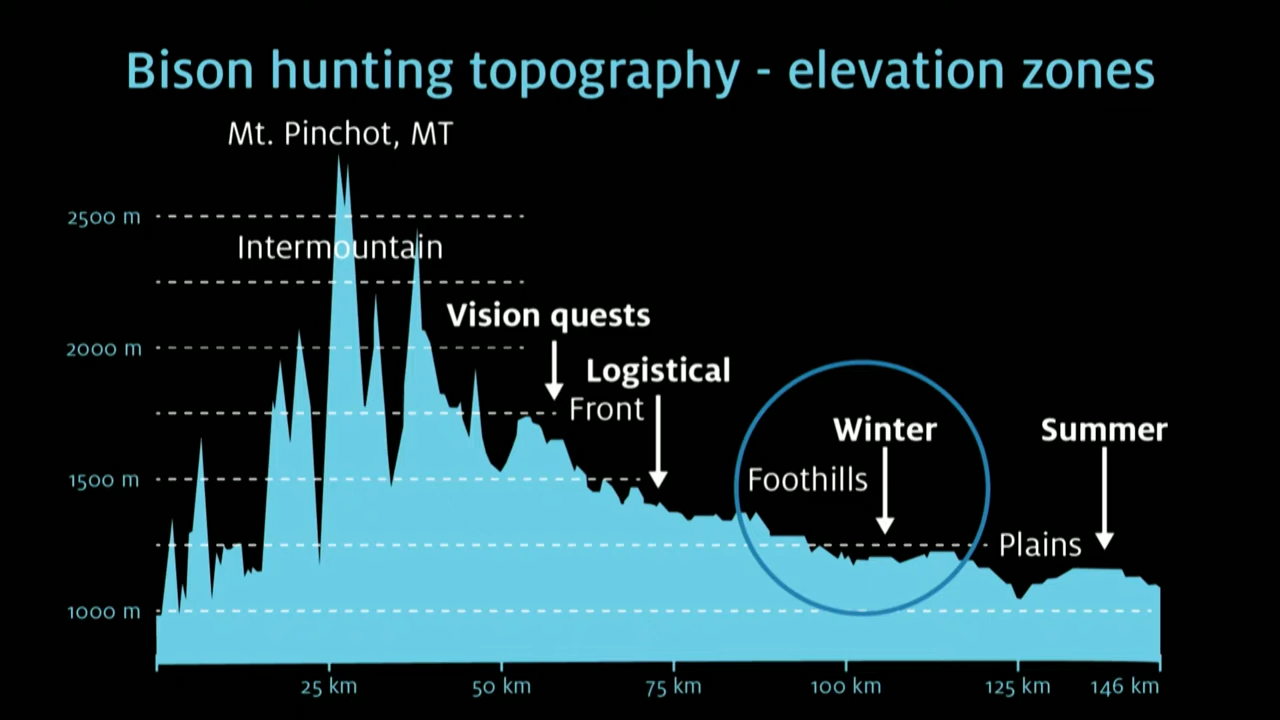 Bison hunting topography - elevation zones
Mt. Pinchot, MT
2500 m
Intermountain
Vision quests
2000 m
Logistical
Front
Winter
Summer
1500 m
Foothills
Plains
1000 m
25 km
50 km
75 km
100 km
125 km
146 km